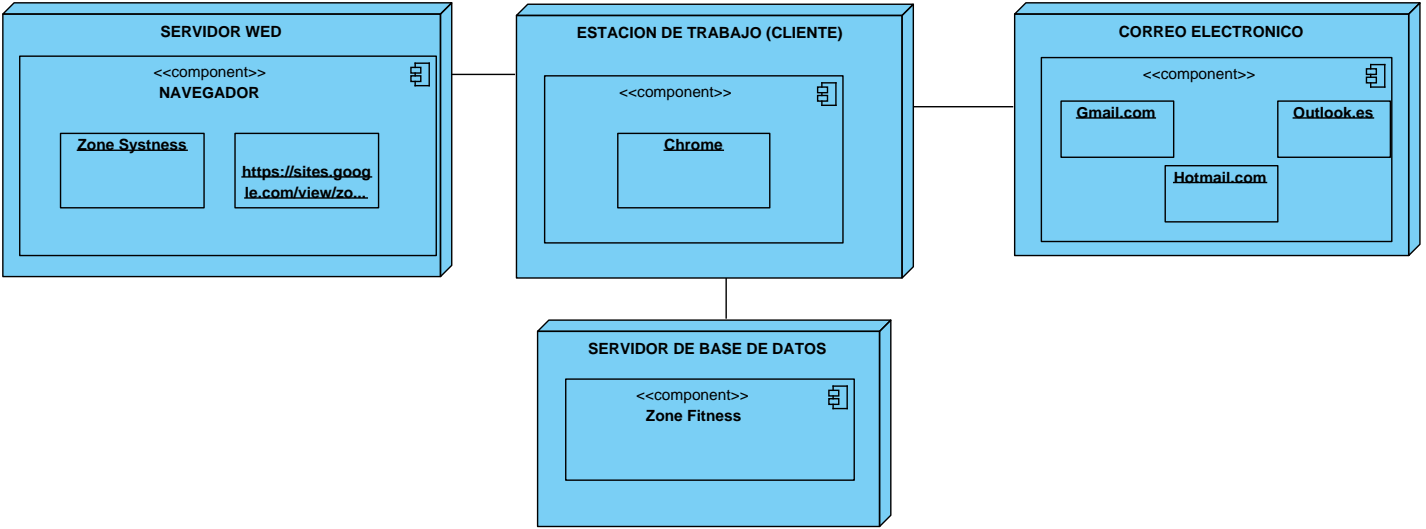 SERVIDOR WED
<<component>>
NAVEGADOR
Zone Systness
https://sites.goog
le.com/view/zo...
ESTACION DE TRABAJO (CLIENTE)
<<component>>
Chrome
CORREO ELECTRONICO
<<component>>
Gmail.com
Outlook.es
Hotmail.com
SERVIDOR DE BASE DE DATOS
<<component>>
Zone Fitness